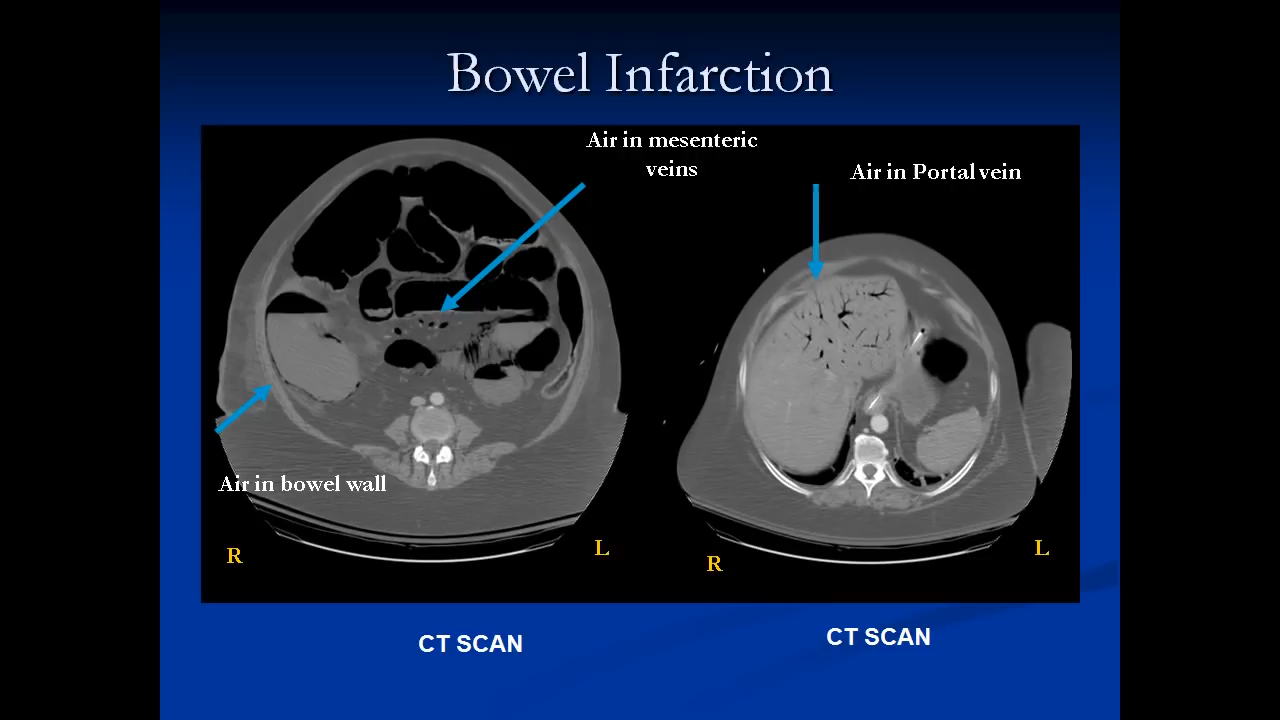 Bowel Infarction
Air in mesenteric
veins
Air in Portal vein
Air in bowel wall
R
L
R
L
CT SCAN
CT SCAN